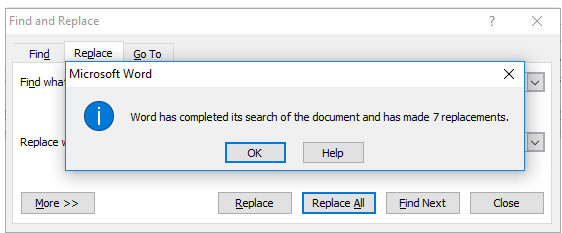 Find and Replace
Find Replace Go To
Find what
Microsoft Word
Word has completed its search of the document and has made 7 replacements.
Replace w
OK Help
More >> Replace Replace All Find Next Close